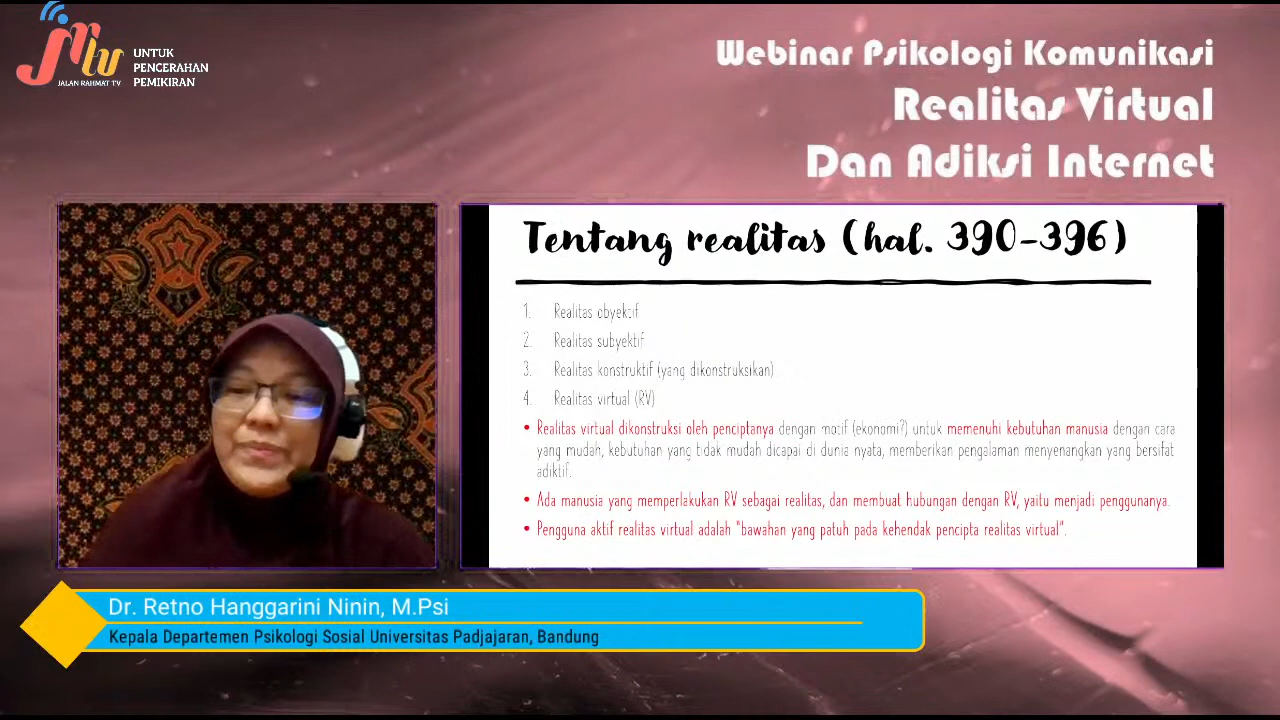 JMTV
JALAN RAHMAT TV
UNTUK
PENCERAHAN
PEMIKIRAN
Webinar Psikologi Komunikasi
Realitas Virtual
Dan Adiksi Internet
Tentang realitas (hal. 390-396)
1. Realitas obyektif
2. Realitas subyektif
3. Realitas konstruktif (yang dikonstruksikan)
4. Realitas virtual (RV)
• Realitas virtual dikonstruksi oleh penciptanya dengan motif (ekonomi?) untuk memenuhi kebutuhan manusia dengan cara
yang mudah, kebutuhan yang tidak mudah dicapai di dunia nyata, memberikan pengalaman menyenangkan yang bersifat
adiktif.
• Ada manusia yang memperlakukan RV sebagai realitas, dan membuat hubungan dengan RV, yaitu menjadi penggunanya.
• Pengguna aktif realitas virtual adalah "bawahan yang patuh pada kehendak pencipta realitas virtual".
Dr. Retno Hanggarini Ninin, M.Psi
Kepala Departemen Psikologi Sosial Universitas Padjajaran, Bandung